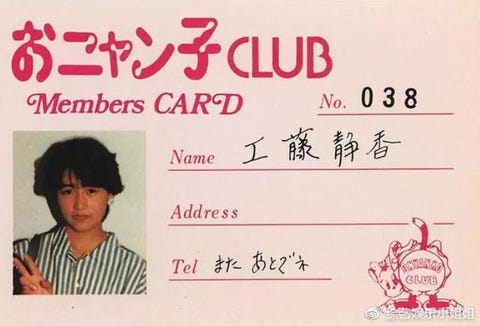 おニャン子CLUB
Members CARD
No. 038
Name 工藤静香
Address
Tel またあとでネ
NYANKO
CLUB